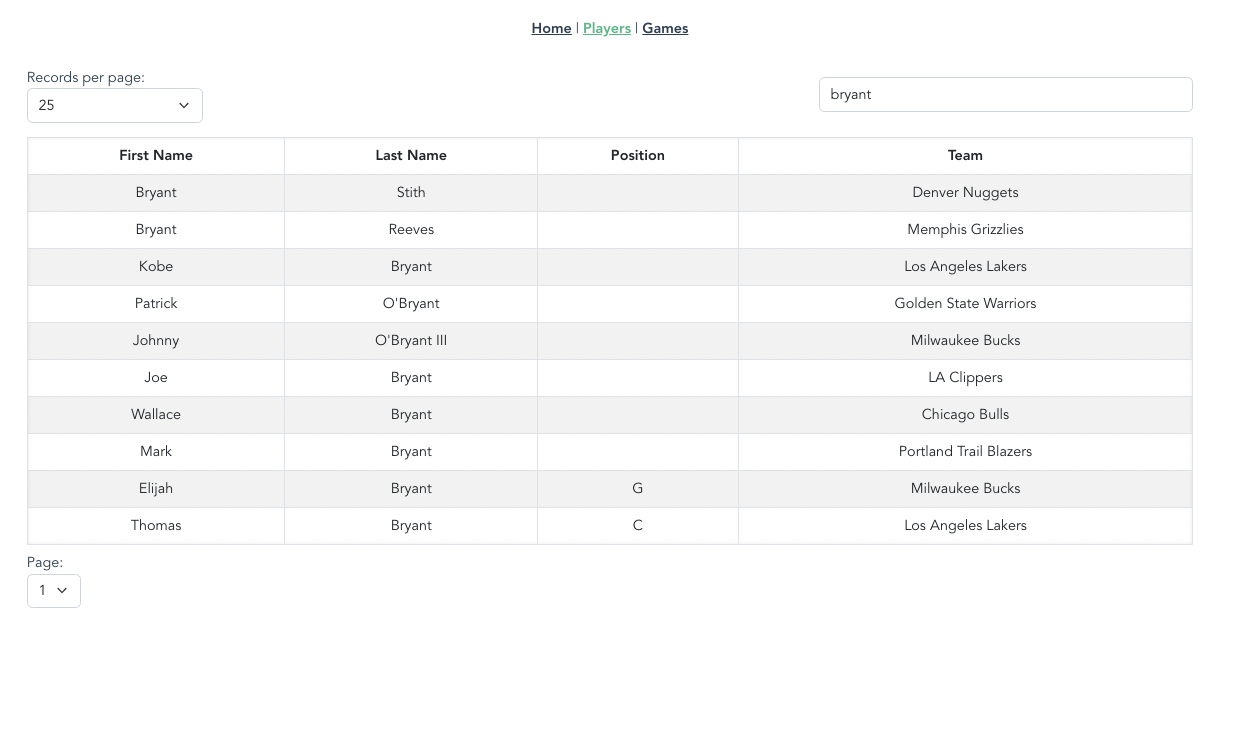 Home | Players | Games
Records per page:
25
bryant
First Name Last Name Position Team
Bryant Stith Denver Nuggets
Bryant Reeves Memphis Grizzlies
Kobe Bryant Los Angeles Lakers
Patrick O'Bryant Golden State Warriors
Johnny O'Bryant III Milwaukee Bucks
Joe Bryant LA Clippers
Wallace Bryant Chicago Bulls
Mark Bryant Portland Trail Blazers
Elijah Bryant G Milwaukee Bucks
Thomas Bryant C Los Angeles Lakers
Page:
1